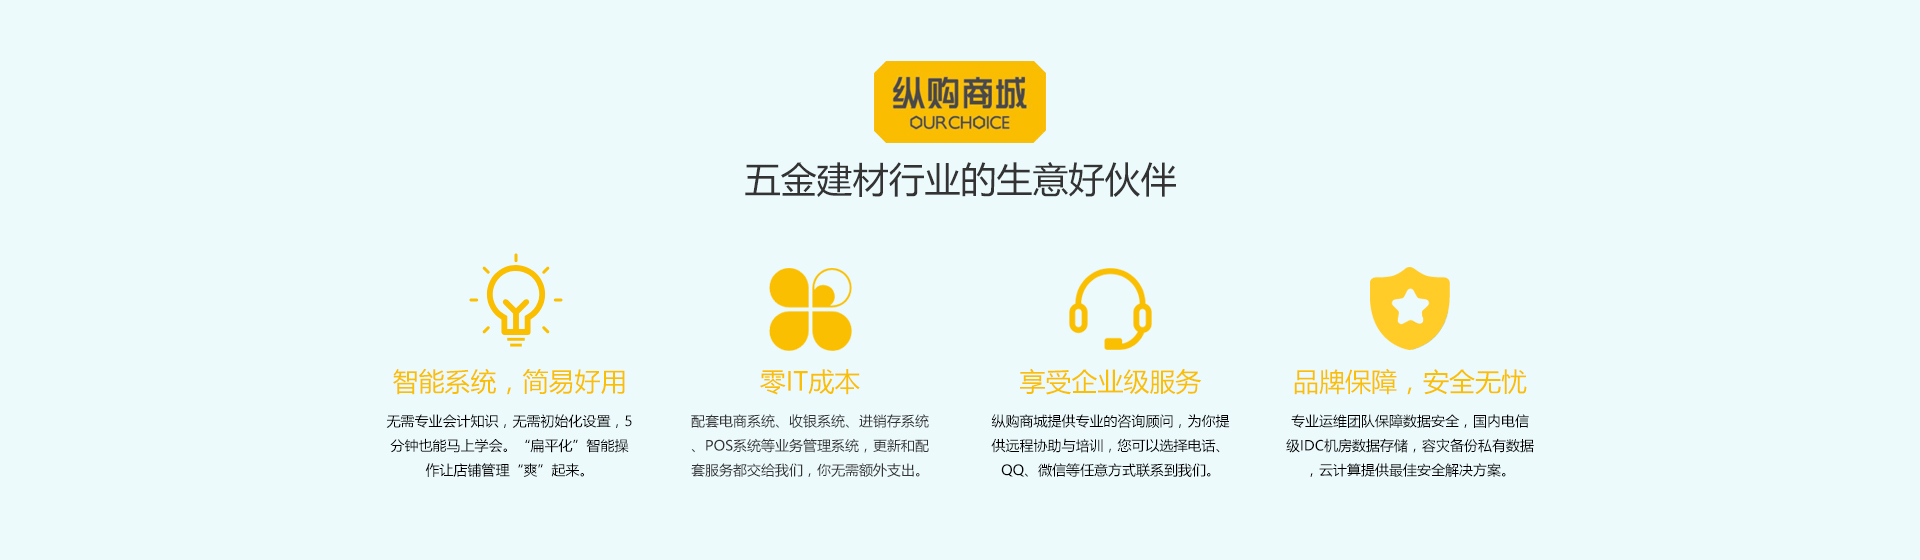 纵购商城
OURCHOICE
五金建材行业的生意好伙伴
智能系统，简易好用
无需专业会计知识，无需初始化设置，5
分钟也能马上学会。“扁平化”智能操
作让店铺管理“爽”起来。
零IT成本
配套电商系统、收银系统、进销存系统
、POS系统等业务管理系统，更新和配
套服务都交给我们，你无需额外支出。
享受企业级服务
纵购商城提供专业的咨询顾问，为你提
供远程协助与培训，您可以选择电话、
QQ、微信等任意方式联系到我们。
品牌保障，安全无忧
专业运维团队保障数据安全，国内电信
级IDC机房数据存储，容灾备份私有数据
，云计算提供最佳安全解决方案。